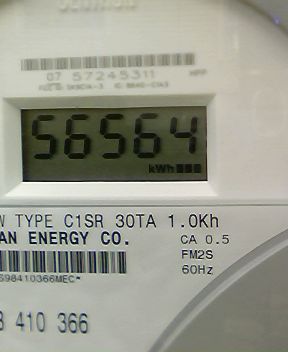 07 57245311
56564
kWh
TYPE C1SR 30TA 1.0Kh
AN ENERGY CO. CA 0.5
FM2S
S98410366MEC* 60Hz
410 366